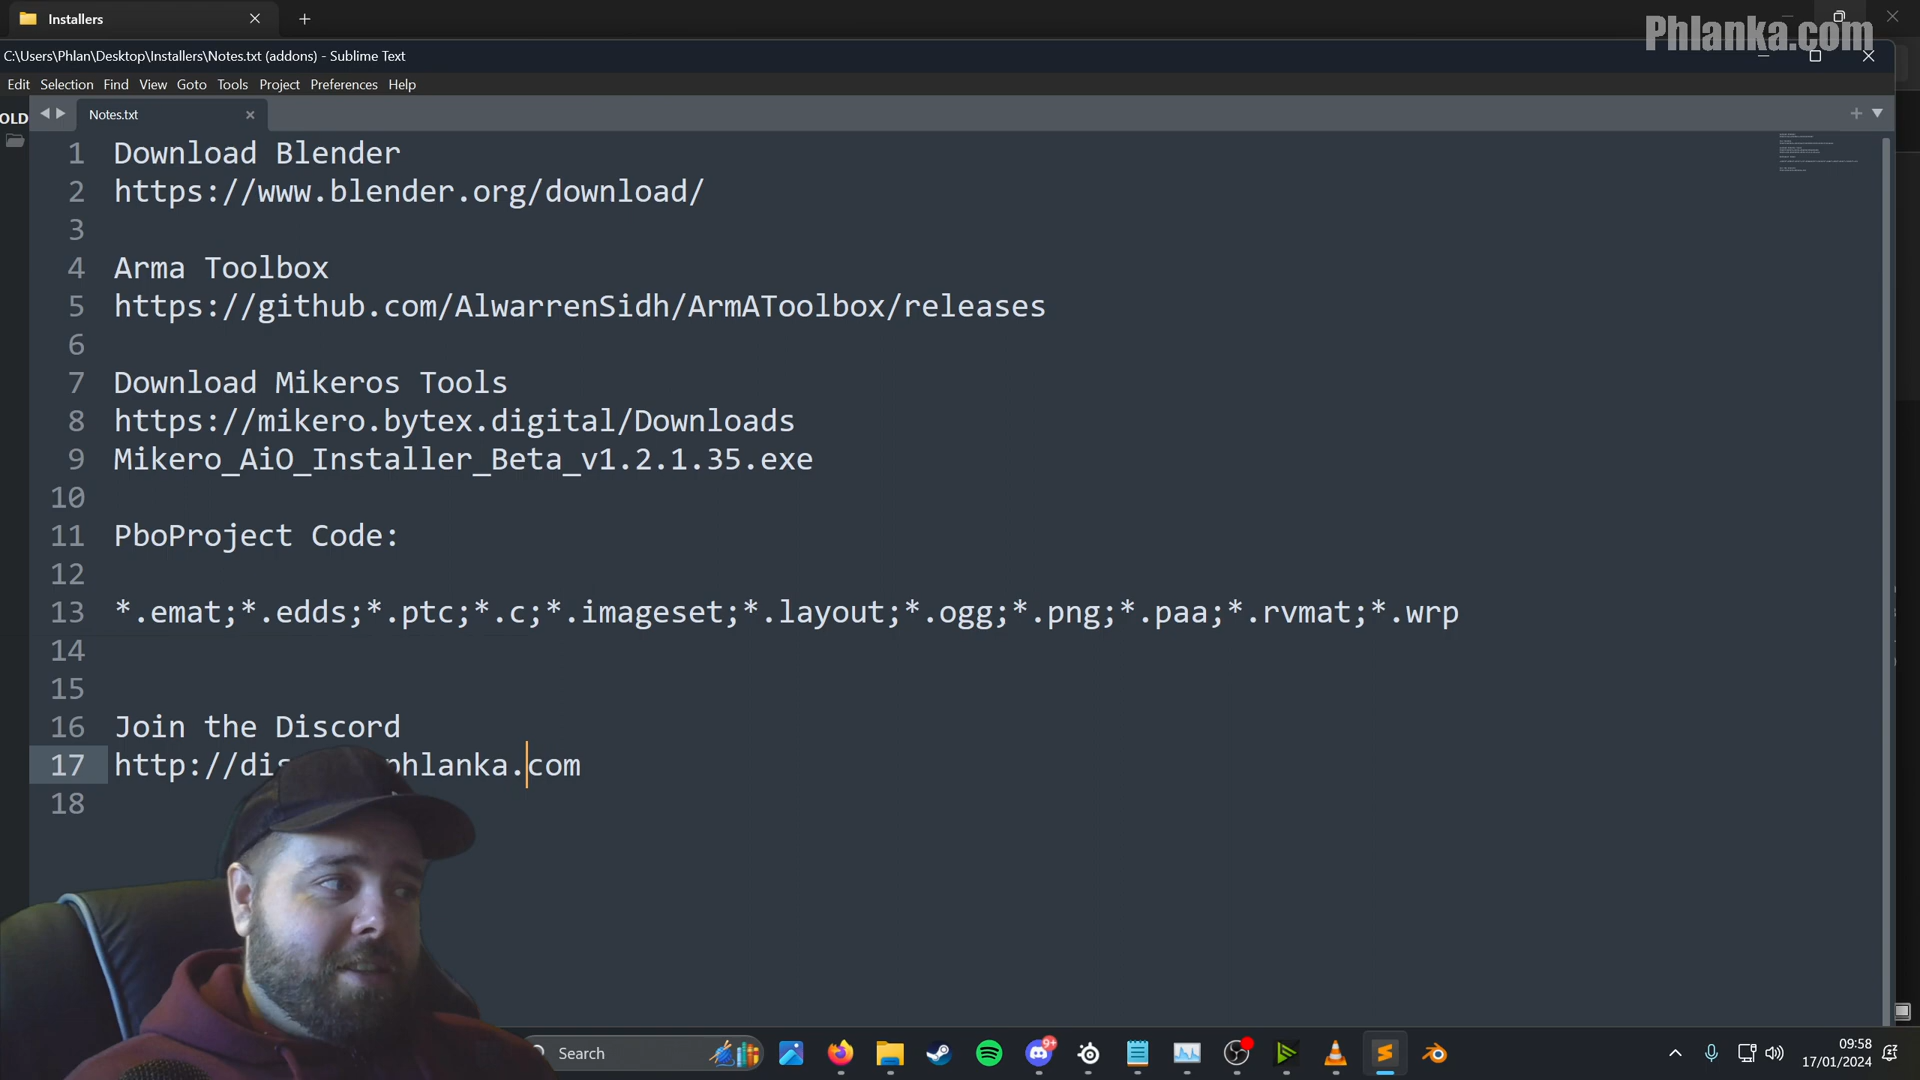 Installers
Phlanka.com
C:\Users\Phlan\Desktop\Installers\Notes.txt (addons) - Sublime Text
Edit Selection Find View Goto Tools Project Preferences Help
OLD
Notes.txt
1 Download Blender
2 https://www.blender.org/download/
3
4 Arma Toolbox
5 https://github.com/AlwarrenSidh/ArmAToolbox/releases
6
7 Download Mikeros Tools
8 https://mikero.bytex.digital/Downloads
9 Mikero_AiO_Installer_Beta_v1.2.1.35.exe
10
11 PboProject Code:
12
13 *.emat;*.edds;*.ptc;*.c;*.imageset;*.layout;*.ogg;*.png;*.paa;*.rvmat;*.wrp
14
15
16 Join the Discord
17 http://dis phlanka.com
18
Search
9+
09:58
17/01/2024